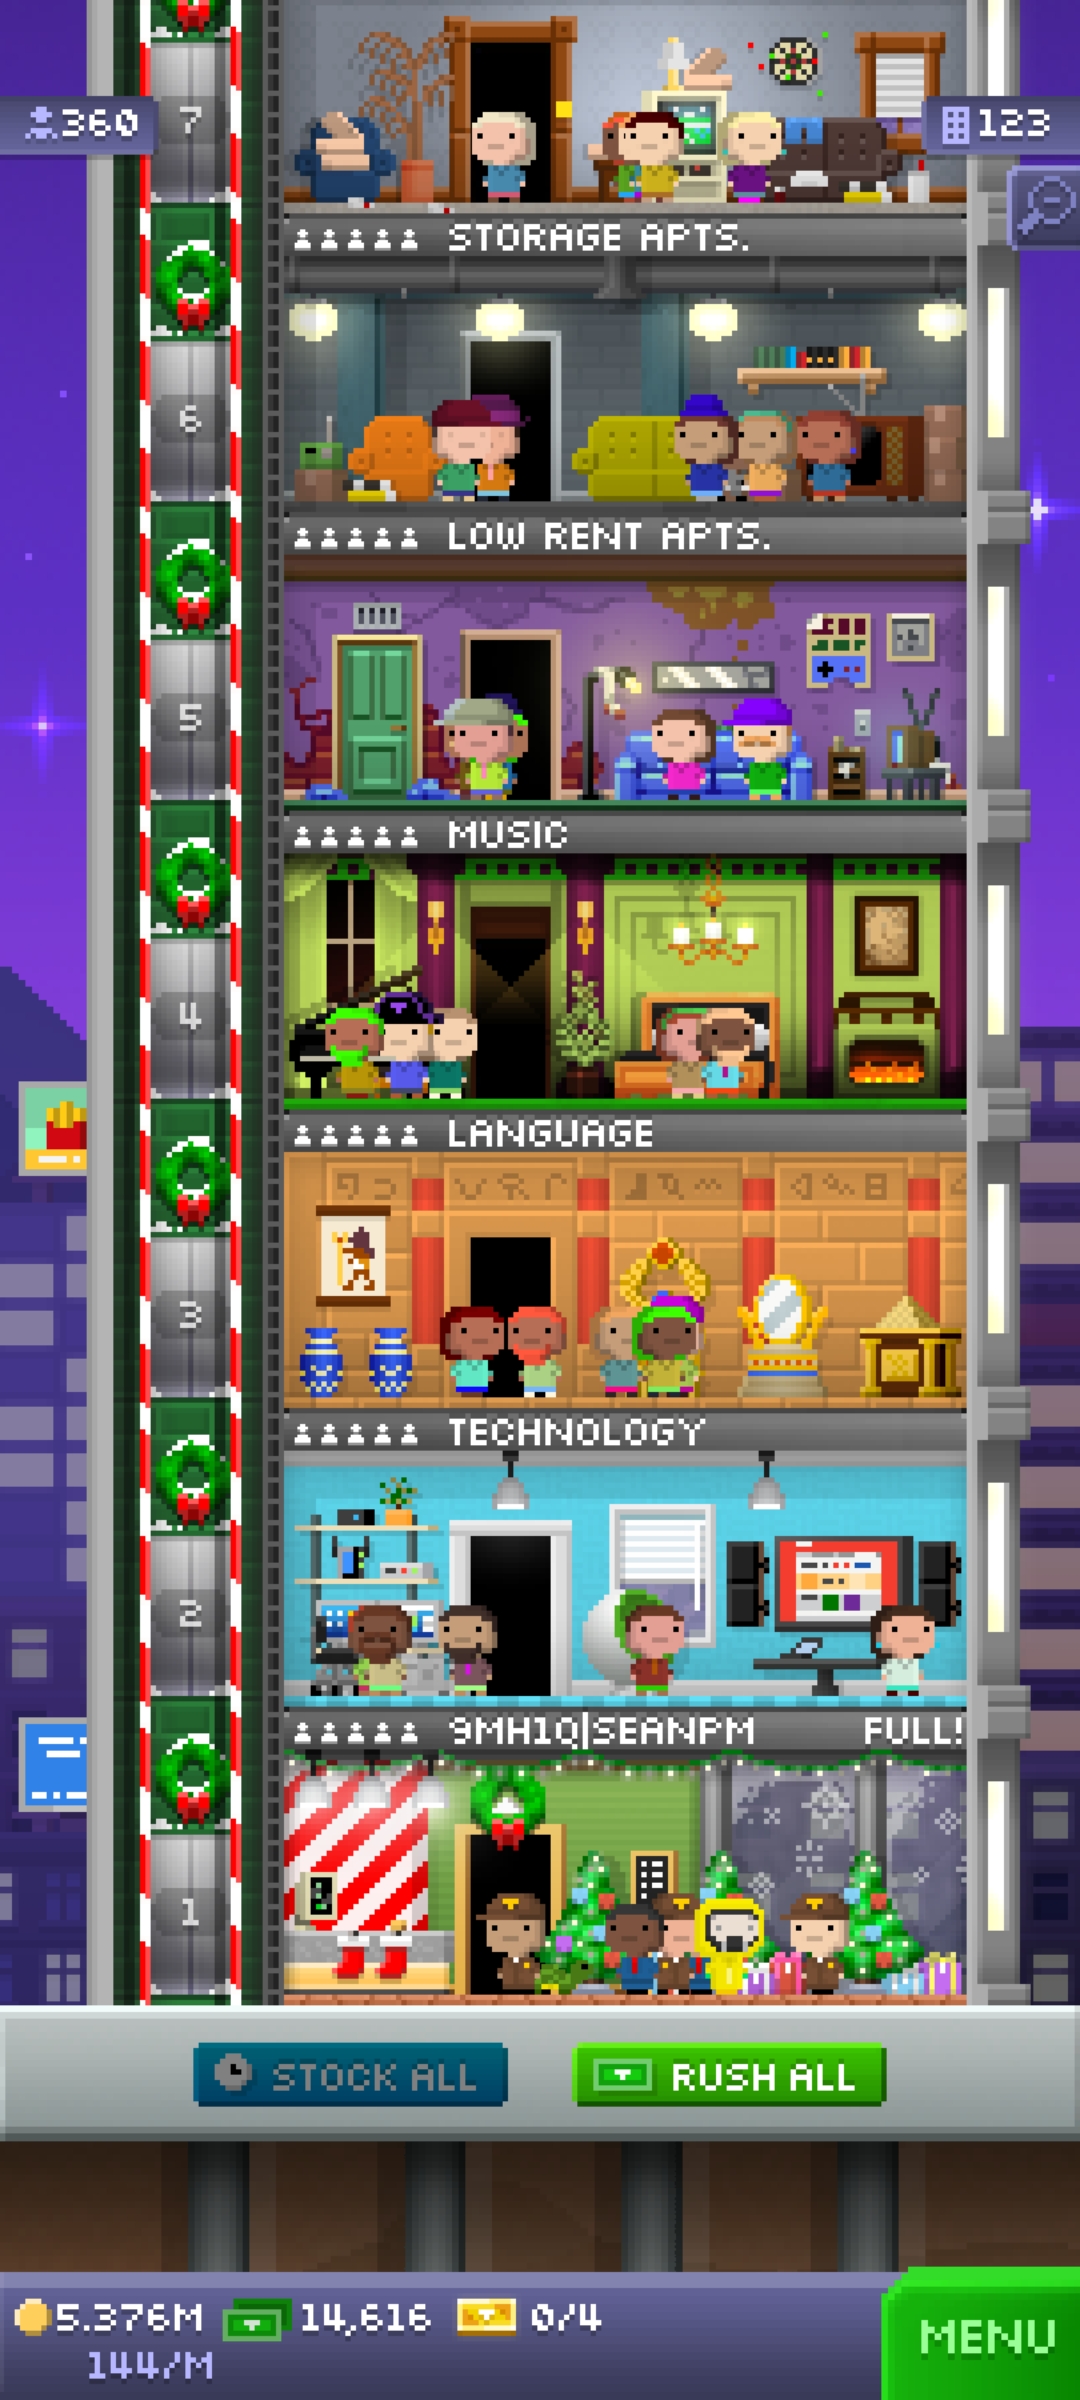 7
360
123
STORAGE APTS.
6
LOW RENT APTS.
5
MUSIC
4
LANGUAGE
3
TECHNOLOGY
2
9MH1Q|SEANPM FULL!
1
STOCK ALL
RUSH ALL
5.376M 14,616 0/4
144/M
MENU